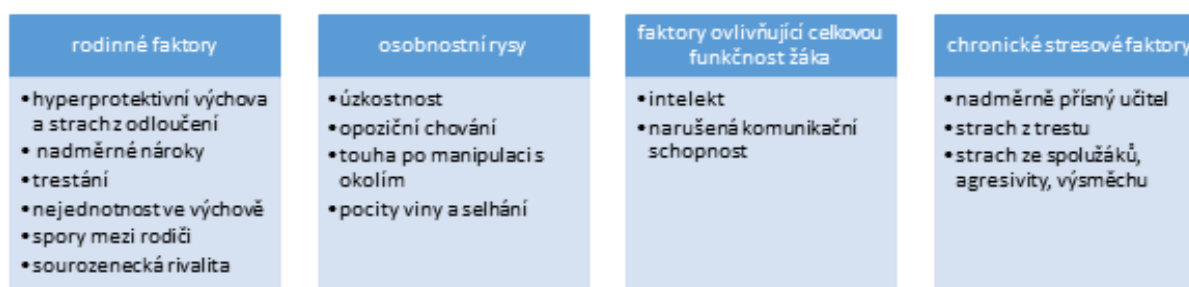 rodinné faktory
• hyperprotektivní výchova
a strach z odloučení
• nadměrné nároky
• trestání
• nejednotnost ve výchově
• spory mezi rodiči
• sourozenecká rivalita
osobnostní rysy
• úzkostnost
• opoziční chování
• touha po manipulaci s
okolím
• pocity viny a selhání
faktory ovlivňující celkovou
funkčnost žáka
• intelekt
• narušená komunikační
schopnost
chronické stresové faktory
• nadměrně přísný učitel
• strach z trestu
• strach ze spolužáků,
agresivity, výsměchu